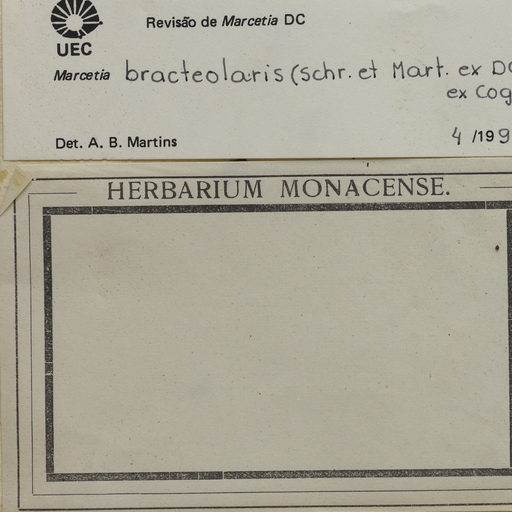 UEC
Revisão de Marcetia DC
Marcetia bracteolaris (Schr. et Mart. ex DC
ex Cog
Det. A. B. Martins
4 /199
HERBARIUM MONACENSE.